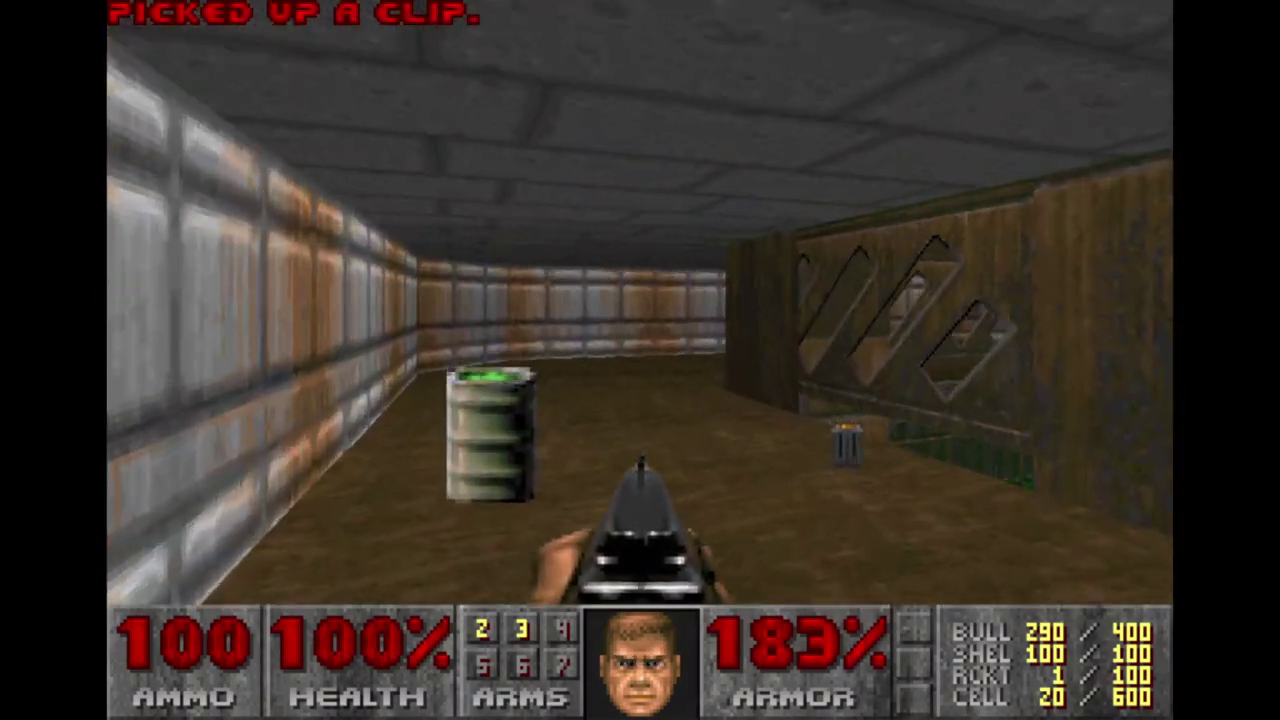 PICKED UP A CLIP.
100 100% 2 3 4 183% BULL 290 / 400
SHEL 100 / 100
5 6 7 RCKT 1 / 100
AMMO HEALTH ARMS ARMOR CELL 20 / 600